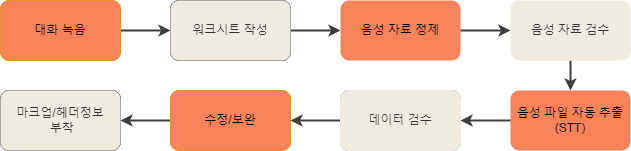 대화 녹음
워크시트 작성
음성 자료 정제
음성 자료 검수
음성 파일 자동 추출
(STT)
데이터 검수
수정/보완
마크업/헤더정보
부착